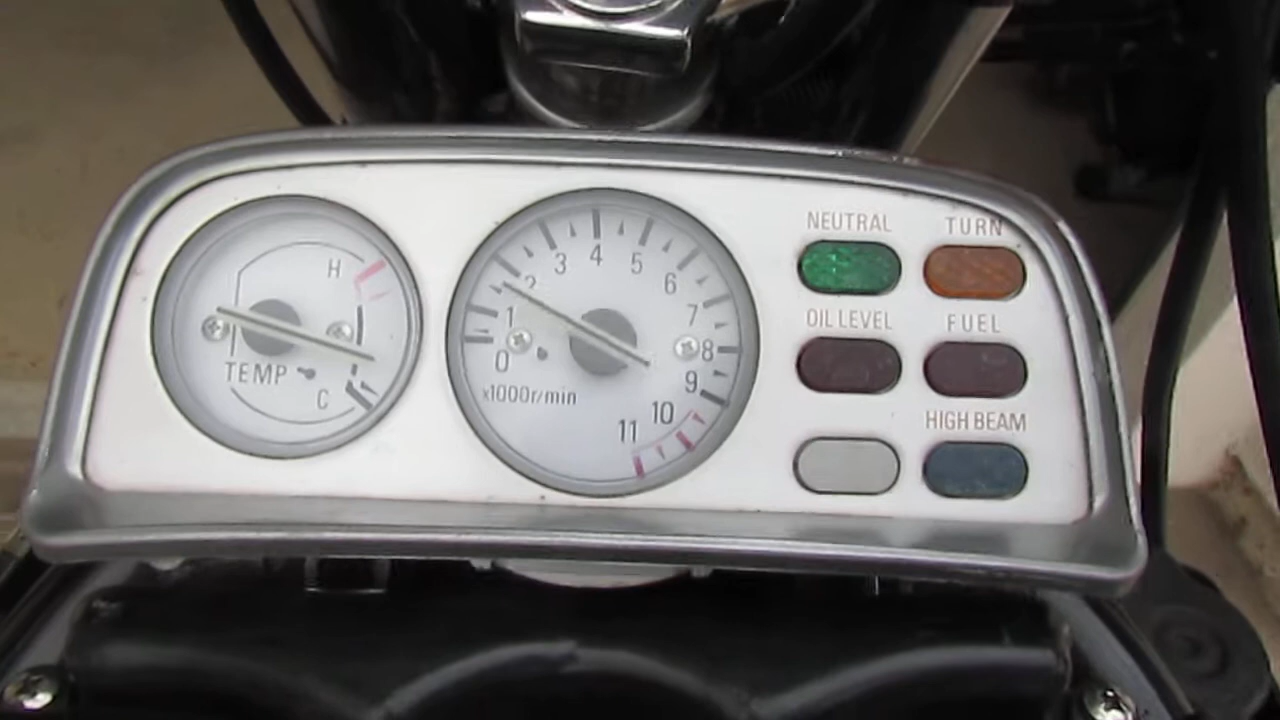 H
TEMP
C
0
1
2
3
4
5
6
7
8
9
10
11
x1000r/min
NEUTRAL
TURN
OIL LEVEL
FUEL
HIGH BEAM